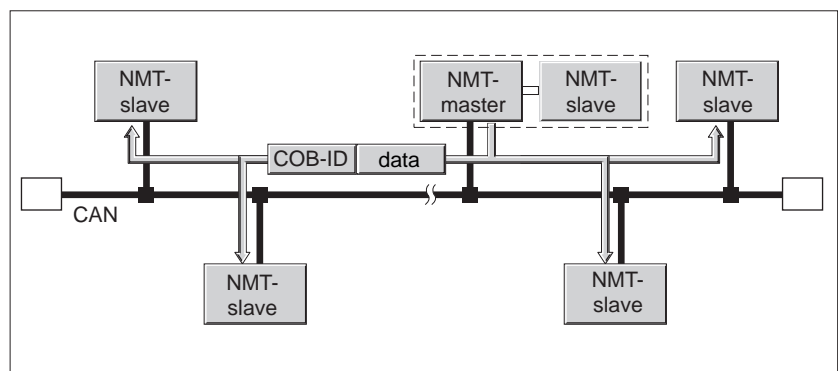 NMT-
slave
NMT-
master
NMT-
slave
NMT-
slave
COB-ID
data
CAN
NMT-
slave
NMT-
slave